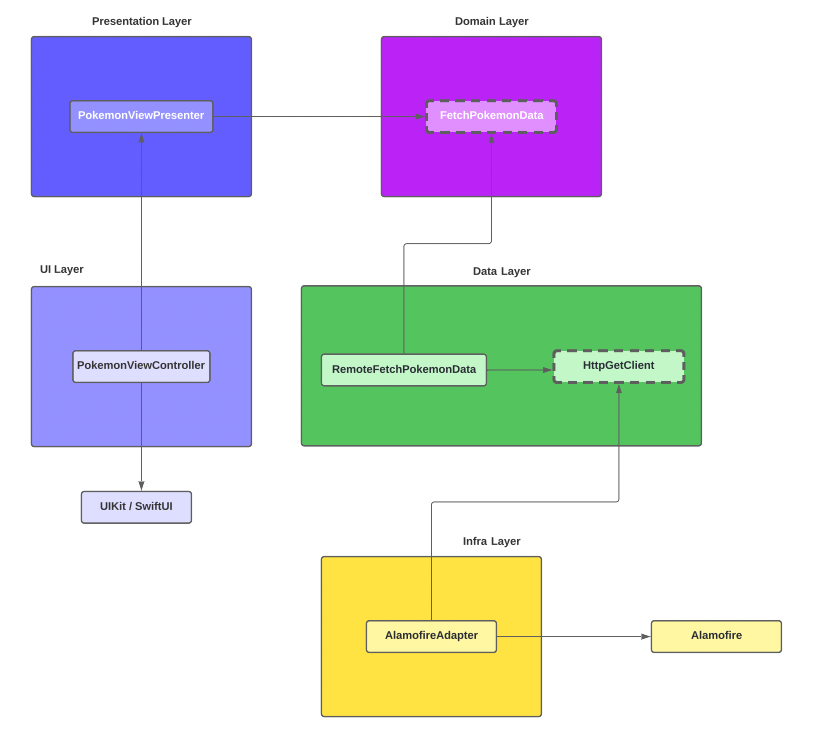 Presentation Layer
Domain Layer
PokemonViewPresenter
FetchPokemonData
UI Layer
Data Layer
PokemonViewController
RemoteFetchPokemonData
HttpGetClient
UIKit / SwiftUI
Infra Layer
AlamofireAdapter
Alamofire